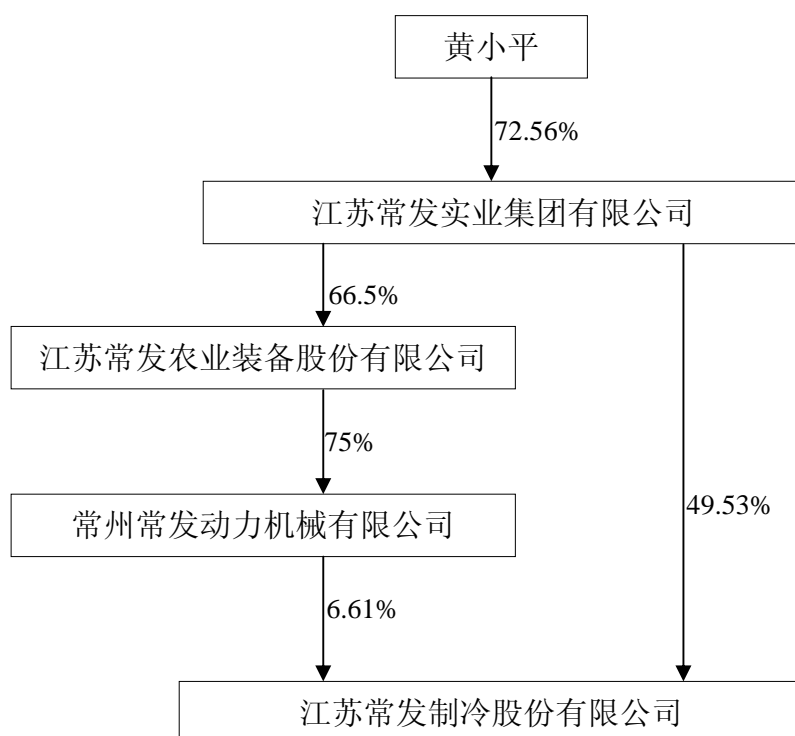 黄小平
72.56%
江苏常发实业集团有限公司
66.5%
江苏常发农业装备股份有限公司
75%
常州常发动力机械有限公司
49.53%
6.61%
江苏常发制冷股份有限公司